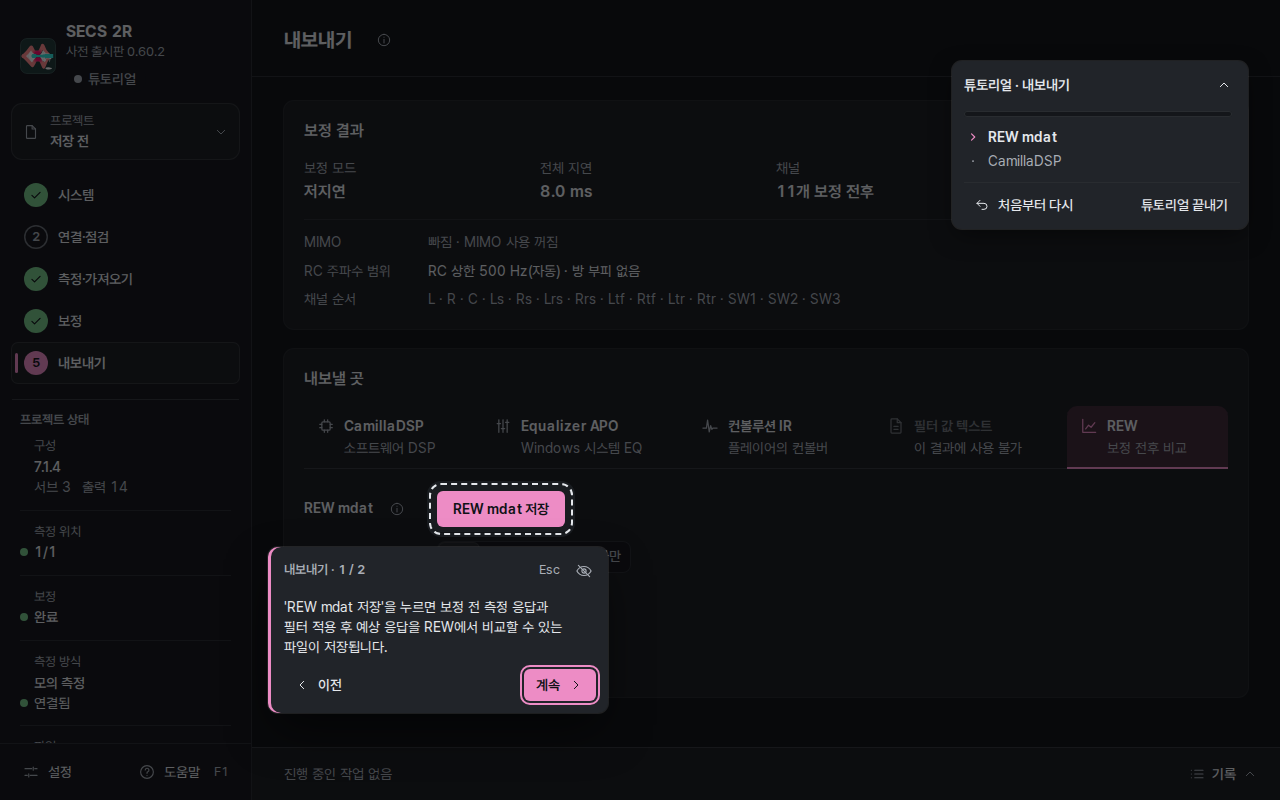 SECS 2R
사전 출시판 0.60.2
튜토리얼
프로젝트
저장 전
시스템
2 연결·점검
측정·가져오기
보정
5 내보내기
프로젝트 상태
구성
7.1.4
서브 3 출력 14
측정 위치
1/1
보정
완료
측정 방식
모의 측정
연결됨
설정
도움말 F1
내보내기
보정 결과
보정 모드
저지연
전체 지연
8.0 ms
채널
11개 보정 전후
MIMO
빠짐 · MIMO 사용 꺼짐
RC 주파수 범위
RC 상한 500 Hz(자동) · 방 부피 없음
채널 순서
L · R · C · Ls · Rs · Lrs · Rrs · Ltf · Rtf · Ltr · Rtr · SW1 · SW2 · SW3
튜토리얼 · 내보내기
REW mdat
CamillaDSP
처음부터 다시
튜토리얼 끝내기
내보낼 곳
CamillaDSP
소프트웨어 DSP
Equalizer APO
Windows 시스템 EQ
컨볼루션 IR
플레이어의 컨볼버
필터 값 텍스트
이 결과에 사용 불가
REW
보정 전후 비교
REW mdat
REW mdat 저장
만
내보내기 · 1 / 2
Esc
'REW mdat 저장'을 누르면 보정 전 측정 응답과
필터 적용 후 예상 응답을 REW에서 비교할 수 있는
파일이 저장됩니다.
이전
계속
진행 중인 작업 없음
기록